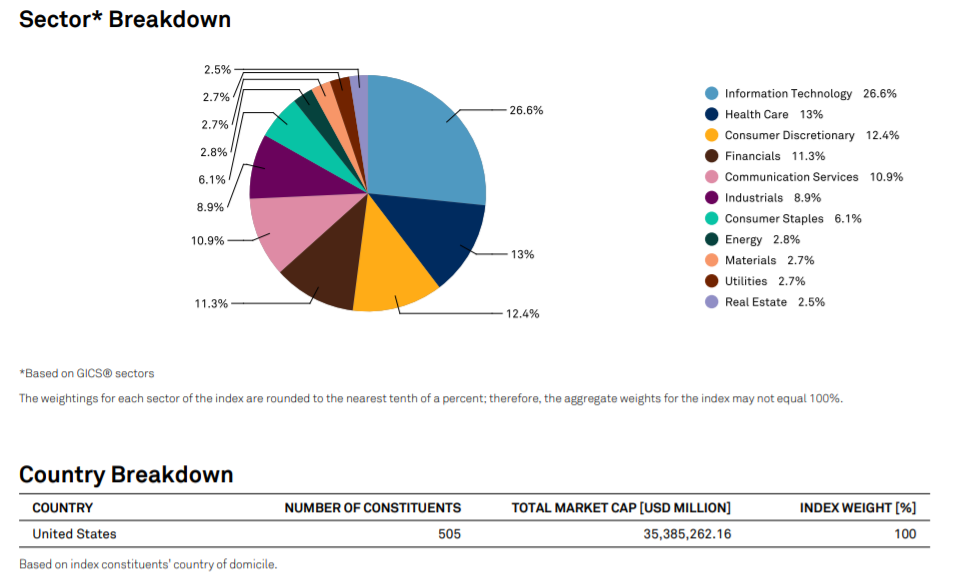 Sector* Breakdown
2.5%
2.7%
2.7%
2.8%
6.1%
8.9%
10.9%
11.3%
26.6%
13%
12.4%
Information Technology 26.6%
Health Care 13%
Consumer Discretionary 12.4%
Financials 11.3%
Communication Services 10.9%
Industrials 8.9%
Consumer Staples 6.1%
Energy 2.8%
Materials 2.7%
Utilities 2.7%
Real Estate 2.5%
*Based on GICS® sectors
The weightings for each sector of the index are rounded to the nearest tenth of a percent; therefore, the aggregate weights for the index may not equal 100%.
Country Breakdown
COUNTRY NUMBER OF CONSTITUENTS TOTAL MARKET CAP [USD MILLION] INDEX WEIGHT [%]
United States 505 35,385,262.16 100
Based on index constituents' country of domicile.